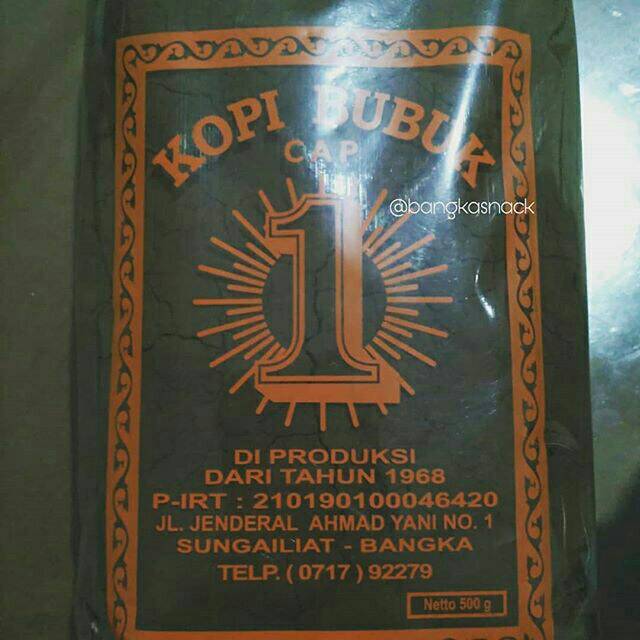 KOPI BUBUK
CAP
1
@bangkasnack
DI PRODUKSI
DARI TAHUN 1968
P-IRT : 210190100046420
JL. JENDERAL AHMAD YANI NO. 1
SUNGAILIAT - BANGKA
TELP. ( 0717 ) 92279
Netto 500 g